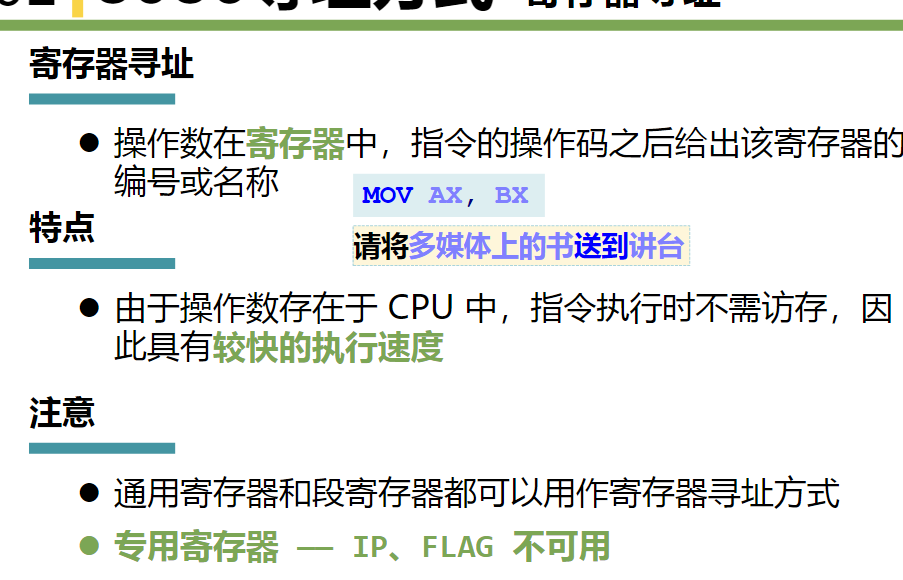 寄存器寻址
● 操作数在寄存器中，指令的操作码之后给出该寄存器的
编号或名称
MOV AX, BX
特点
请将多媒体上的书送到讲台
● 由于操作数存在于 CPU 中，指令执行时不需访存，因
此具有较快的执行速度
注意
● 通用寄存器和段寄存器都可以用作寄存器寻址方式
● 专用寄存器 — IP、FLAG 不可用